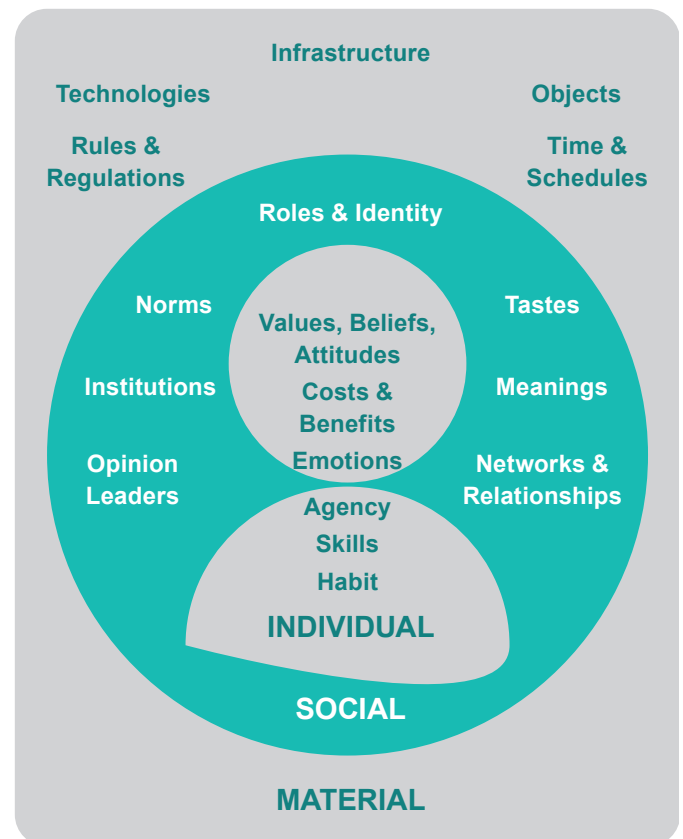 Infrastructure
Technologies
Objects
Rules &
Regulations
Time &
Schedules
Roles & Identity
Norms
Tastes
Values, Beliefs,
Attitudes
Institutions
Costs &
Benefits
Meanings
Opinion
Leaders
Emotions
Networks &
Relationships
Agency
Skills
Habit
INDIVIDUAL
SOCIAL
MATERIAL